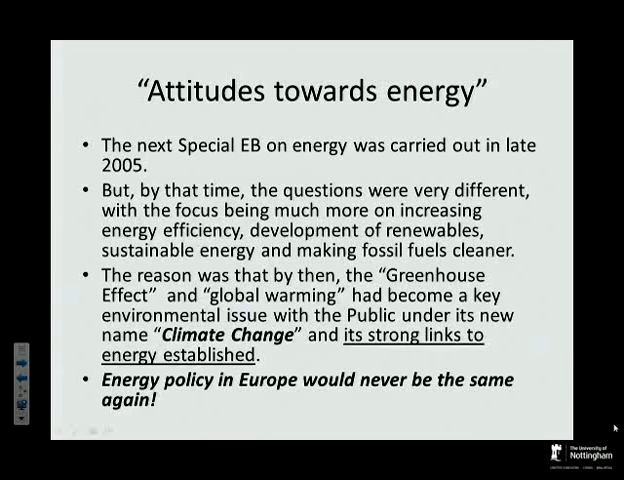 “Attitudes towards energy”
• The next Special EB on energy was carried out in late
2005.
• But, by that time, the questions were very different,
with the focus being much more on increasing
energy efficiency, development of renewables,
sustainable energy and making fossil fuels cleaner.
• The reason was that by then, the “Greenhouse
Effect” and “global warming” had become a key
environmental issue with the Public under its new
name “Climate Change” and its strong links to
energy established.
• Energy policy in Europe would never be the same
again!
The University of
Nottingham